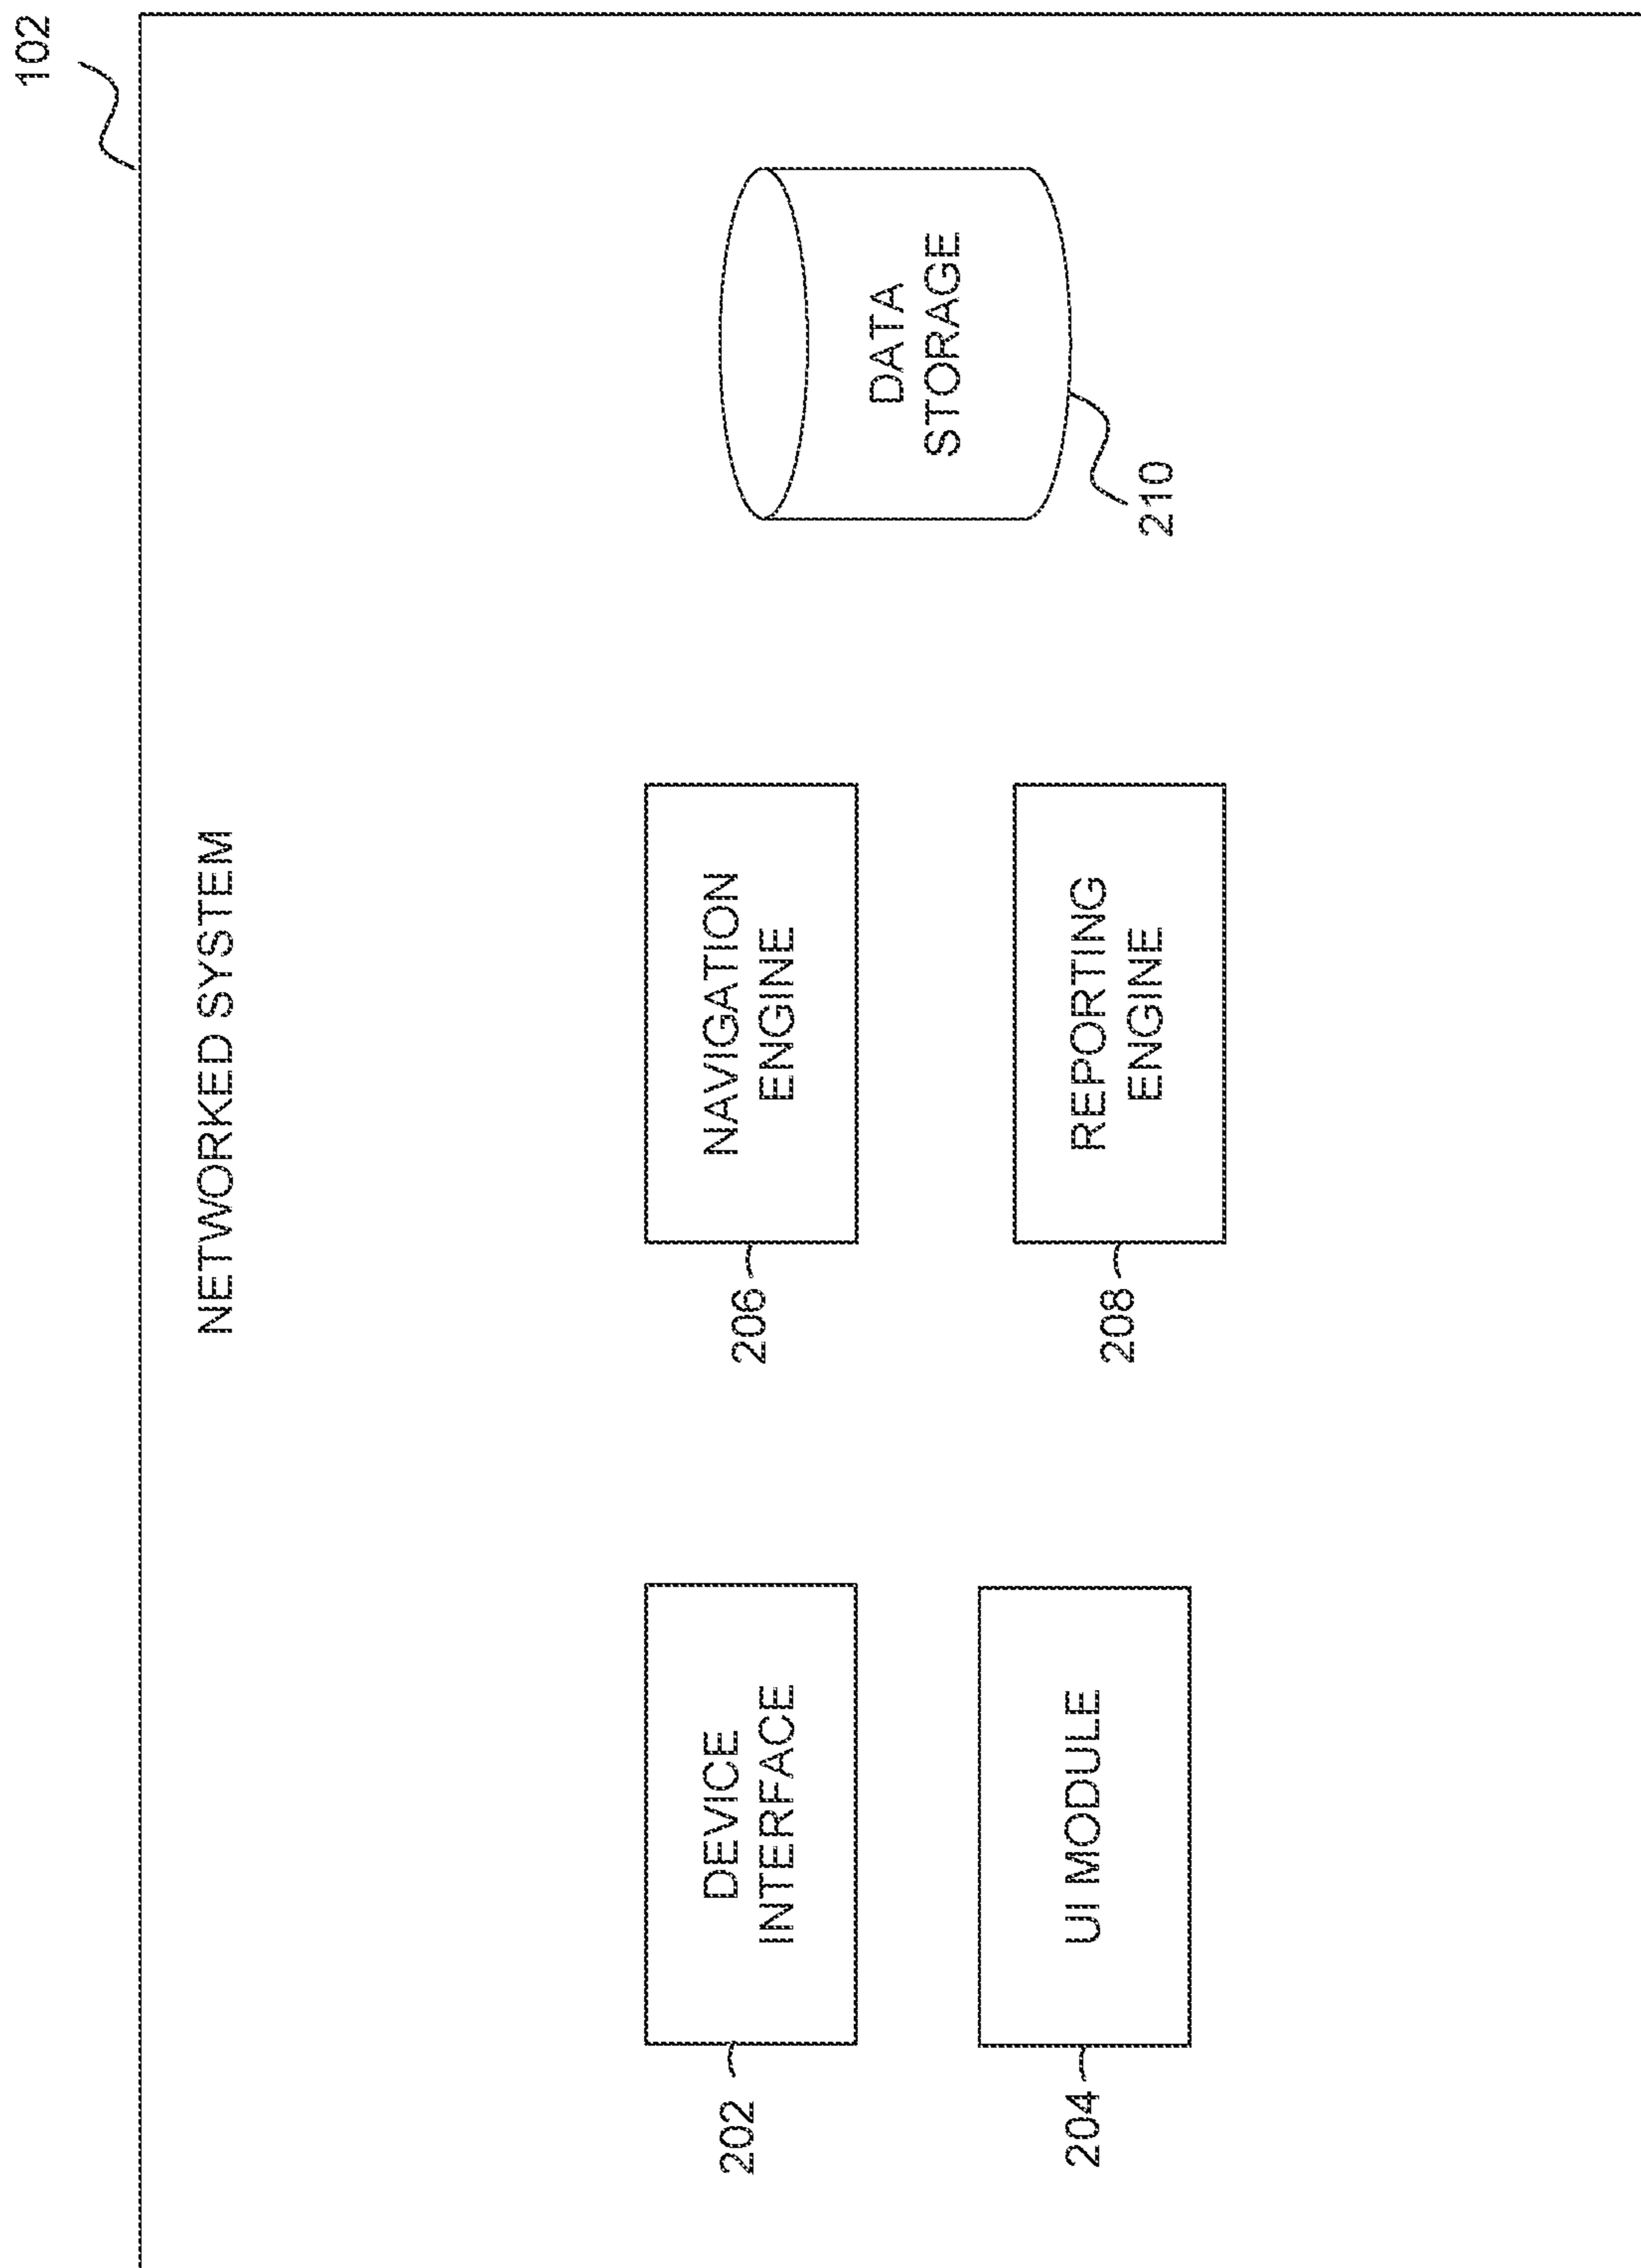 102
NETWORKED SYSTEM
202
DEVICE
INTERFACE
206
NAVIGATION
ENGINE
DATA
STORAGE
210
204
UI MODULE
208
REPORTING
ENGINE